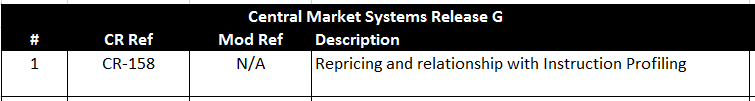 Central Market Systems Release G
# CR Ref Mod Ref Description
1 CR-158 N/A Repricing and relationship with Instruction Profiling